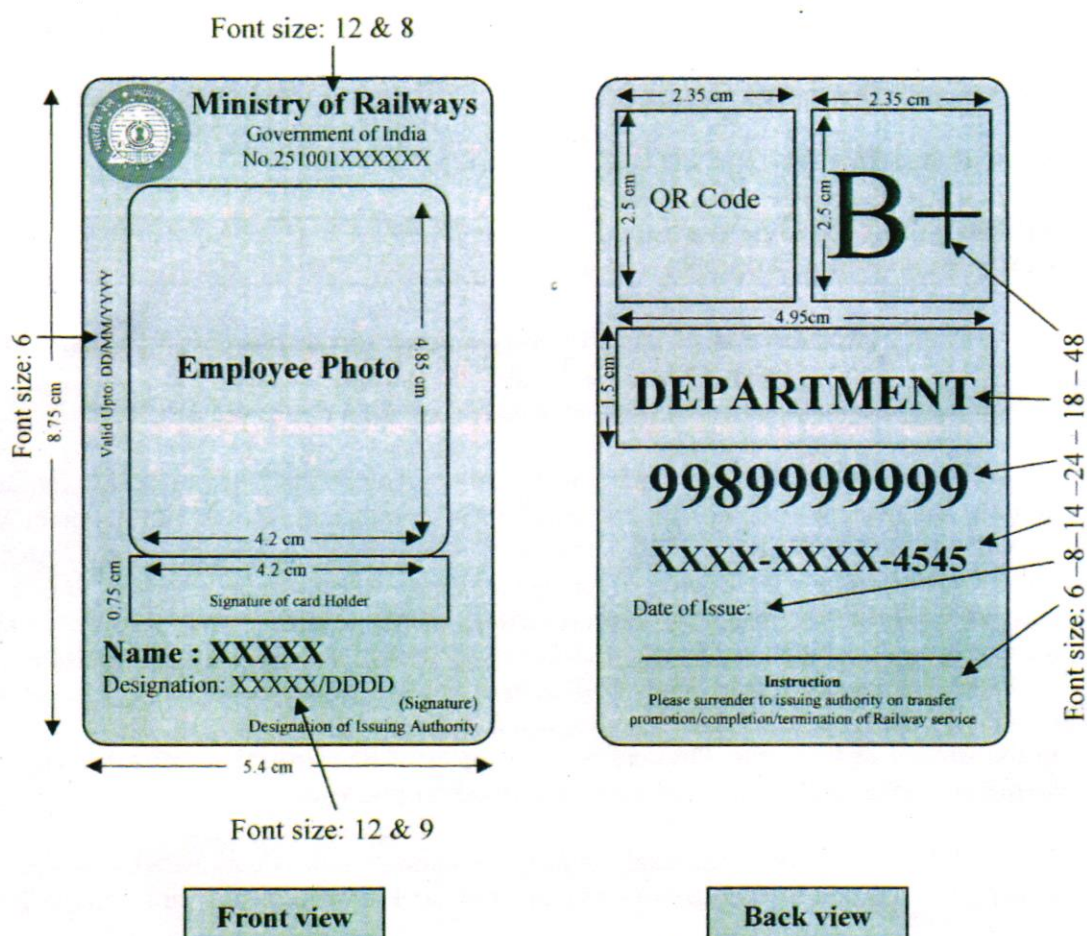 Font size: 12 & 8
Ministry of Railways
Government of India
No.251001XXXXXX
Font size: 6
8.75 cm
Valid Upto: DD/MM/YYYY
Employee Photo
4.85 cm
4.2 cm
4.2 cm
0.75 cm
Signature of card Holder
Name : XXXXX
Designation: XXXXX/DDDD
(Signature)
Designation of Issuing Authority
5.4 cm
Font size: 12 & 9
Front view
2.35 cm
2.35 cm
2.5 cm
QR Code
2.5 cm
B+
4.95cm
1.5 cm
DEPARTMENT
9989999999
XXXX-XXXX-4545
Date of Issue:
Instruction
Please surrender to issuing authority on transfer
promotion/completion/termination of Railway service
Font size: 6 –8–14 –24 – 18 – 48
Back view